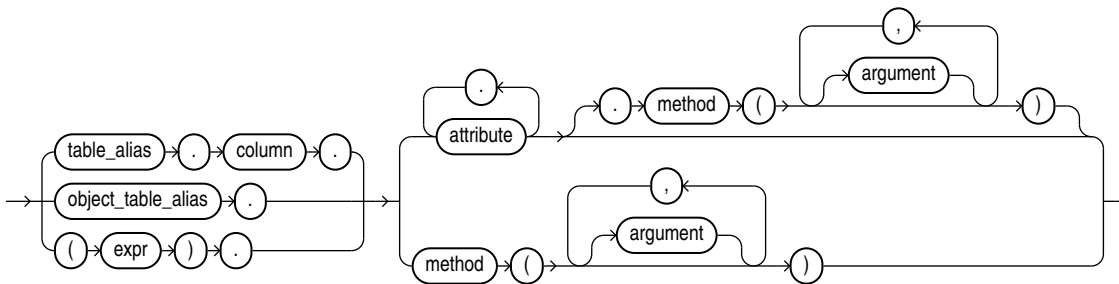 ,
. argument
. method ( )
attribute
table_alias . column .
,
object_table_alias .
argument
( expr ) .
method ( )